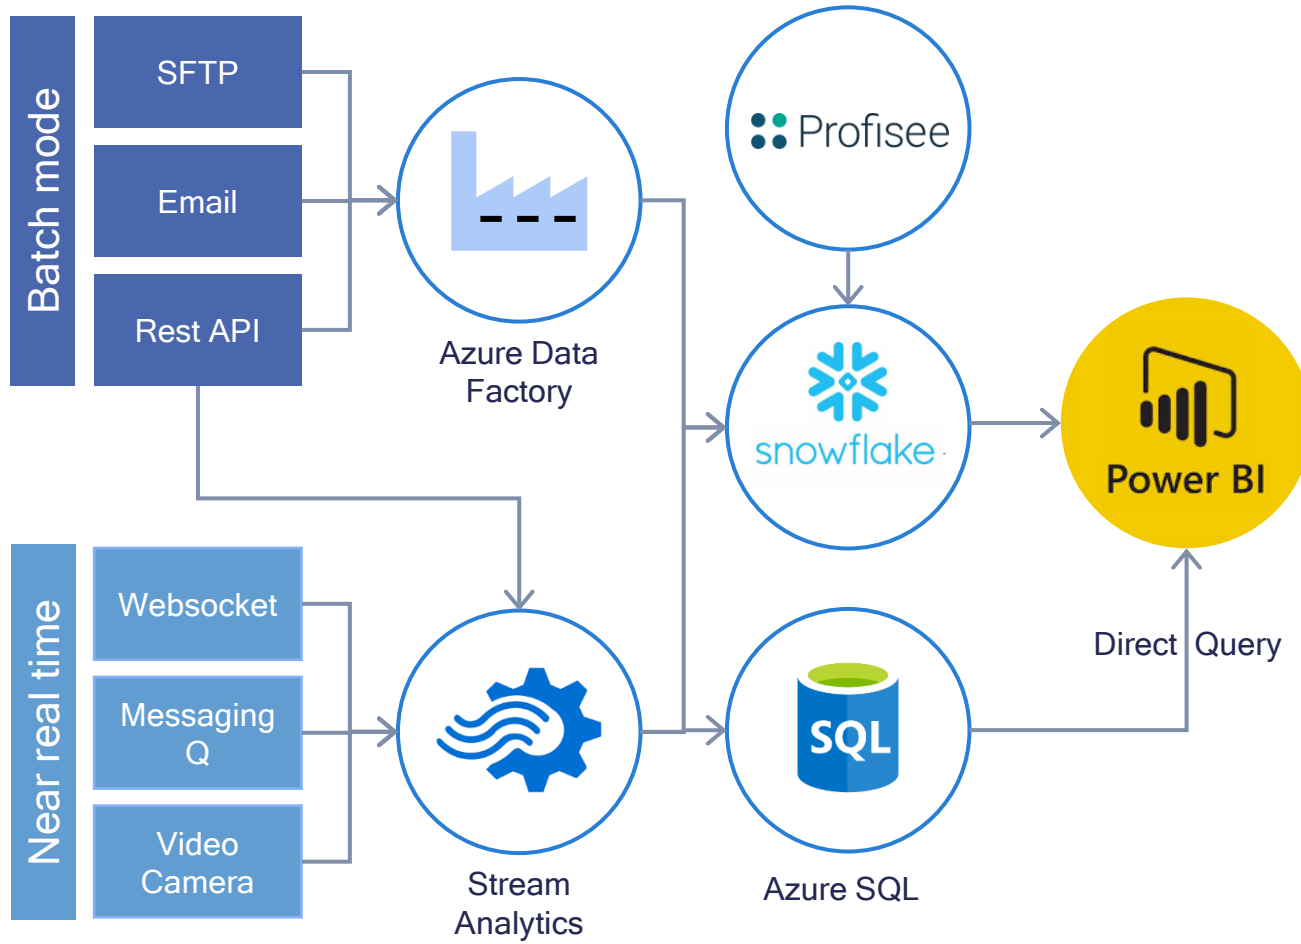 Batch mode
SFTP
Email
Rest API
Azure Data
Factory
Profisee
snowflake
Power BI
Near real time
Websocket
Messaging
Q
Video
Camera
Stream
Analytics
SQL
Azure SQL
Direct Query